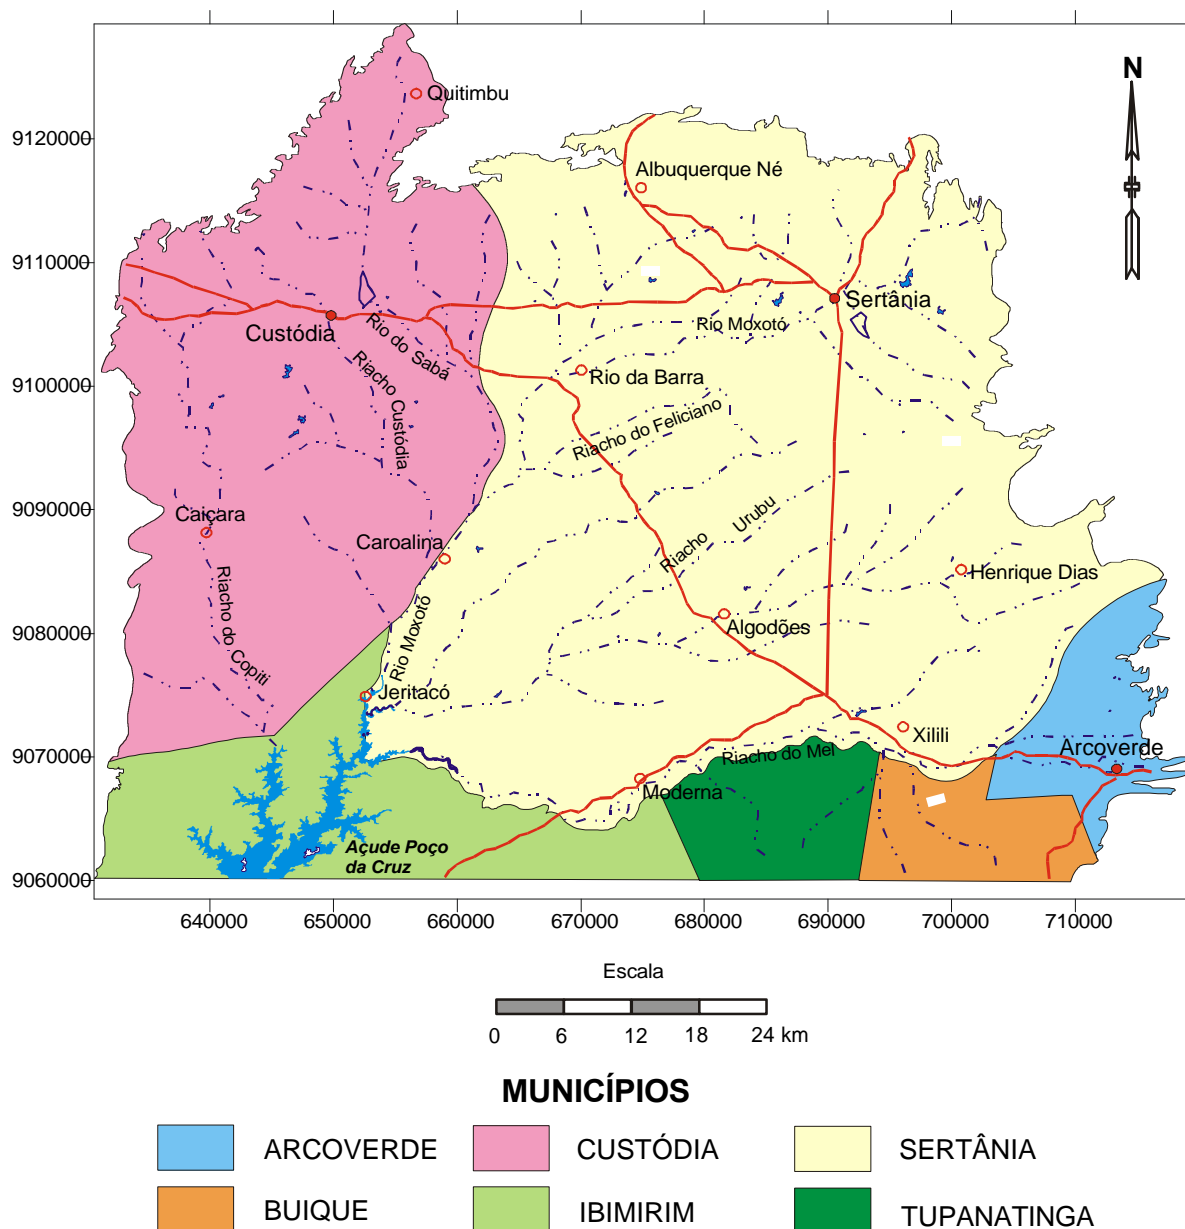 N
Quitimbu
9120000
Albuquerque Né
9110000
Sertânia
Rio Moxotó
Custódia
Rio do Sabá
9100000
Riacho Custódia
Rio da Barra
Riacho do Feliciano
9090000
Caiçara
Caroalina
Riacho Urubu
Henrique Dias
Riacho do Copiti
9080000
Rio Moxotó
Algodões
Jeritacó
Xilili
9070000
Arcoverde
Riacho do Mel
Moderna
Açude Poço
da Cruz
9060000
640000 650000 660000 670000 680000 690000 700000 710000
Escala
0 6 12 18 24 km
MUNICÍPIOS
ARCOVERDE CUSTÓDIA SERTÂNIA
BUIQUE IBIMIRIM TUPANATINGA